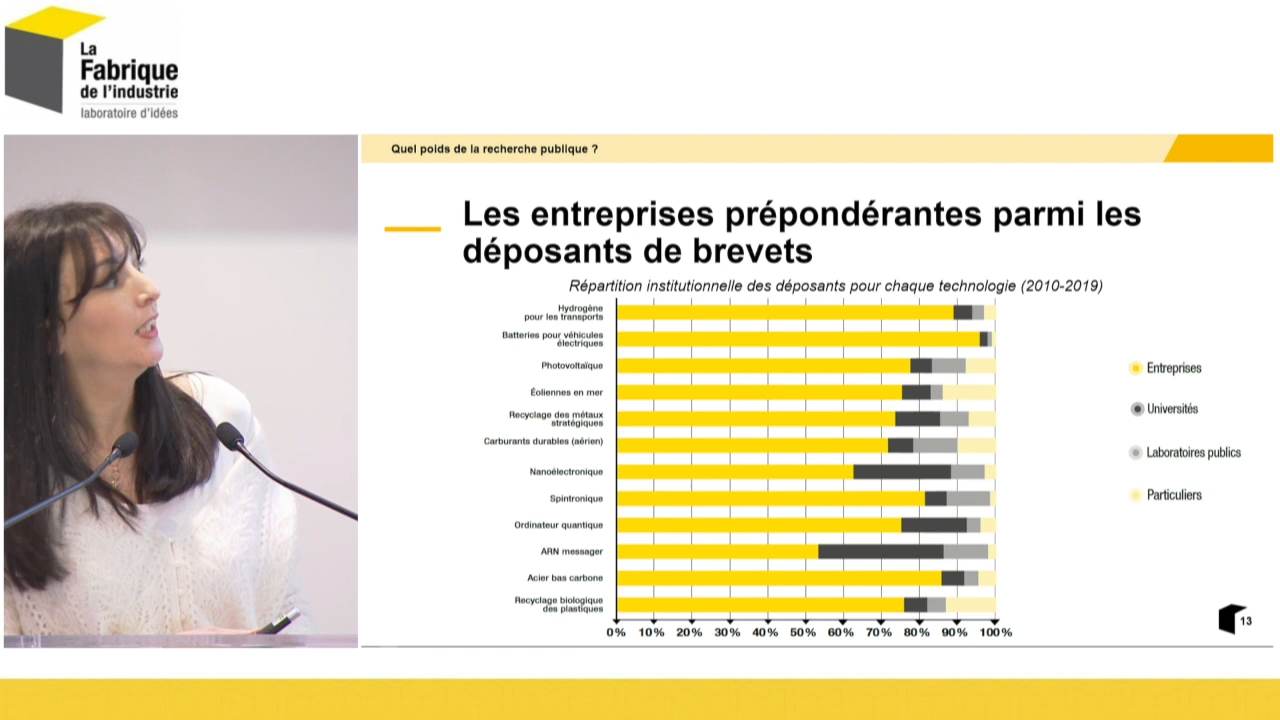 La
Fabrique
de l'industrie
laboratoire d'idées
Quel poids de la recherche publique ?
Les entreprises prépondérantes parmi les
déposants de brevets
Répartition institutionnelle des déposants pour chaque technologie (2010-2019)
Hydrogène
pour les transports
Batteries pour véhicules
électriques
Photovoltaïque
Éoliennes en mer
Recyclage des métaux
stratégiques
Carburants durables (aérien)
Nanoélectronique
Spintronique
Ordinateur quantique
ARN messager
Acier bas carbone
Recyclage biologique
des plastiques
0% 10% 20% 30% 40% 50% 60% 70% 80% 90% 100%
Entreprises
Universités
Laboratoires publics
Particuliers
13